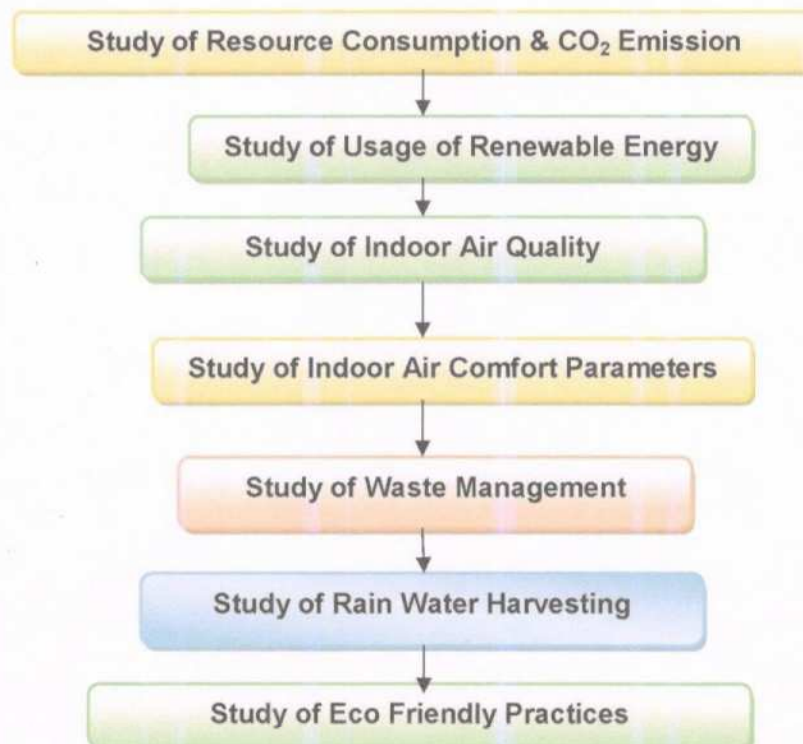 Study of Resource Consumption & CO₂ Emission
Study of Usage of Renewable Energy
Study of Indoor Air Quality
Study of Indoor Air Comfort Parameters
Study of Waste Management
Study of Rain Water Harvesting
Study of Eco Friendly Practices